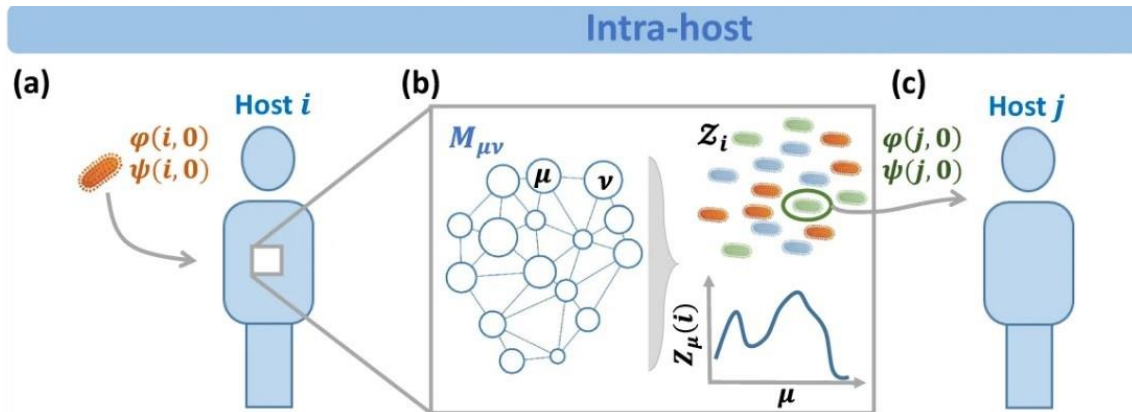 Intra-host
(a)
Host i
φ(i, 0)
ψ(i, 0)
(b)
M_μν
μ
ν
𝒵_i
Z_μ(i)
μ
(c)
φ(j, 0)
ψ(j, 0)
Host j